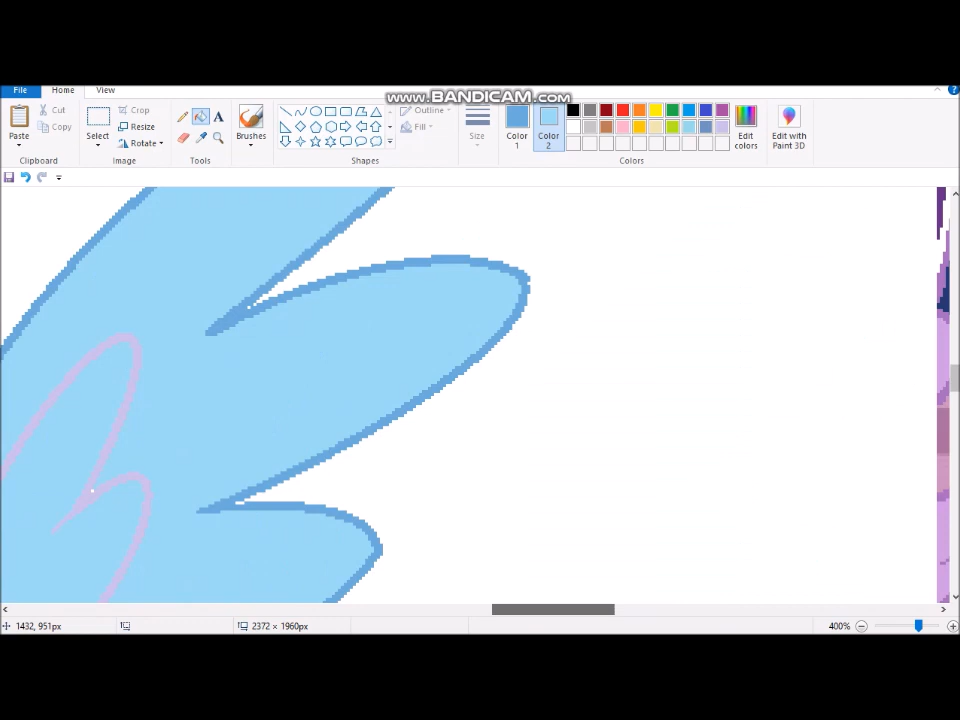 www.BANDICAM.com
File Home View
Paste
Cut
Copy
Clipboard
Select
Crop
Resize
Rotate
Image
A
Tools
Brushes
Shapes
Outline
Fill
Size
Color 1
Color 2
Colors
Edit colors
Edit with Paint 3D
1432, 951px
2372 × 1960px
400%